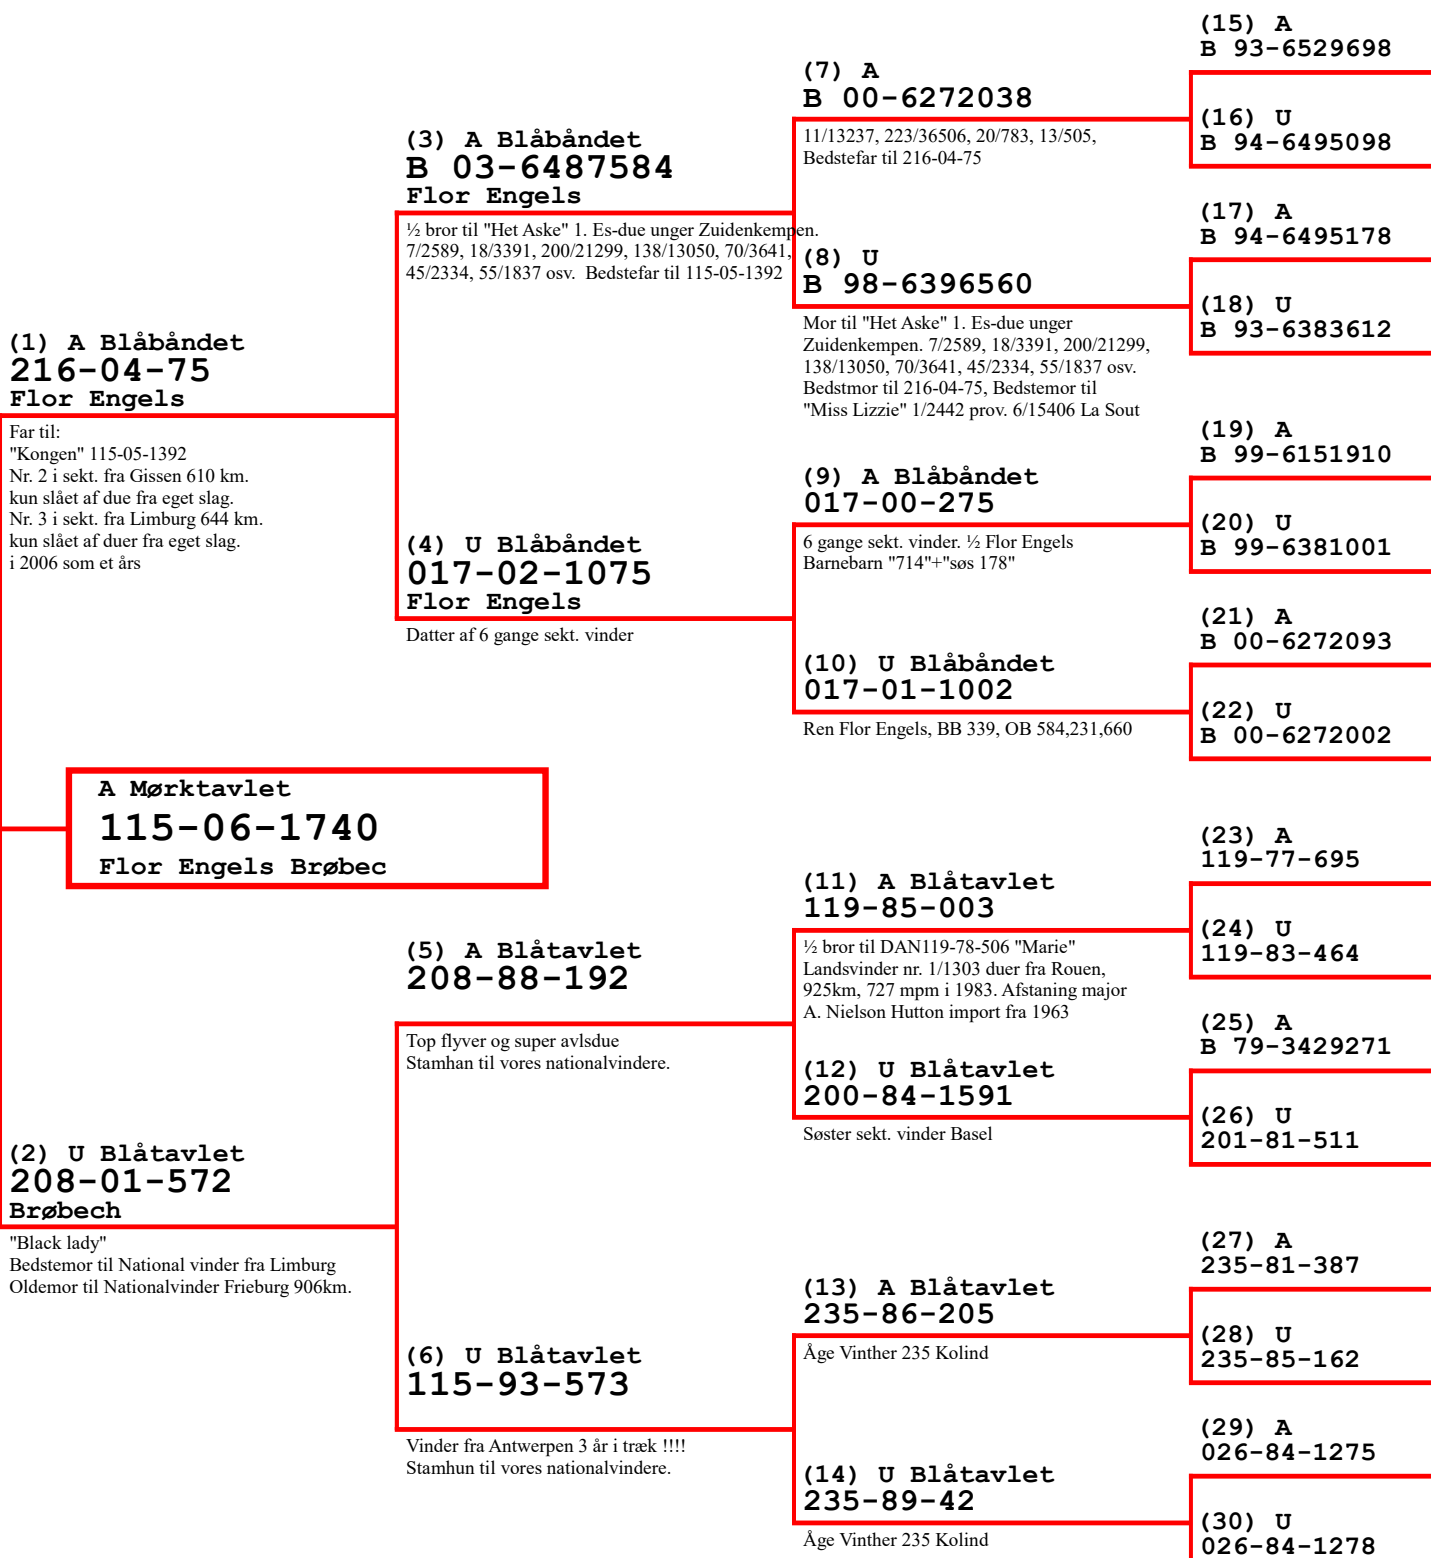 (1) A Blåbåndet
216-04-75
Flor Engels
Far til:
"Kongen" 115-05-1392
Nr. 2 i sekt. fra Gissen 610 km.
kun slået af due fra eget slag.
Nr. 3 i sekt. fra Limburg 644 km.
kun slået af duer fra eget slag.
i 2006 som et års
A Mørktavlet
115-06-1740
Flor Engels Brøbec
(2) U Blåtavlet
208-01-572
Brøbech
"Black lady"
Bedstemor til National vinder fra Limburg
Oldemor til Nationalvinder Frieburg 906km.
(3) A Blåbåndet
B 03-6487584
Flor Engels
½ bror til "Het Aske" 1. Es-due unger Zuidenkempen.
7/2589, 18/3391, 200/21299, 138/13050, 70/3641,
45/2334, 55/1837 osv.  Bedstefar til 115-05-1392
(4) U Blåbåndet
017-02-1075
Flor Engels
Datter af 6 gange sekt. vinder
(5) A Blåtavlet
208-88-192
Top flyver og super avlsdue
Stamhan til vores nationalvindere.
(6) U Blåtavlet
115-93-573
Vinder fra Antwerpen 3 år i træk !!!!
Stamhun til vores nationalvindere.
(7) A
B 00-6272038
11/13237, 223/36506, 20/783, 13/505,
Bedstefar til 216-04-75
(8) U
B 98-6396560
Mor til "Het Aske" 1. Es-due unger
Zuidenkempen. 7/2589, 18/3391, 200/21299,
138/13050, 70/3641, 45/2334, 55/1837 osv.
Bedstmor til 216-04-75, Bedstemor til
"Miss Lizzie" 1/2442 prov. 6/15406 La Sout
(9) A Blåbåndet
017-00-275
6 gange sekt. vinder. ½ Flor Engels
Barnebarn "714"+"søs 178"
(10) U Blåbåndet
017-01-1002
Ren Flor Engels, BB 339, OB 584,231,660
(11) A Blåtavlet
119-85-003
½ bror til DAN119-78-506 "Marie"
Landsvinder nr. 1/1303 duer fra Rouen,
925km, 727 mpm i 1983. Afstaning major
A. Nielson Hutton import fra 1963
(12) U Blåtavlet
200-84-1591
Søster sekt. vinder Basel
(13) A Blåtavlet
235-86-205
Åge Vinther 235 Kolind
(14) U Blåtavlet
235-89-42
Åge Vinther 235 Kolind
(15) A
B 93-6529698
(16) U
B 94-6495098
(17) A
B 94-6495178
(18) U
B 93-6383612
(19) A
B 99-6151910
(20) U
B 99-6381001
(21) A
B 00-6272093
(22) U
B 00-6272002
(23) A
119-77-695
(24) U
119-83-464
(25) A
B 79-3429271
(26) U
201-81-511
(27) A
235-81-387
(28) U
235-85-162
(29) A
026-84-1275
(30) U
026-84-1278